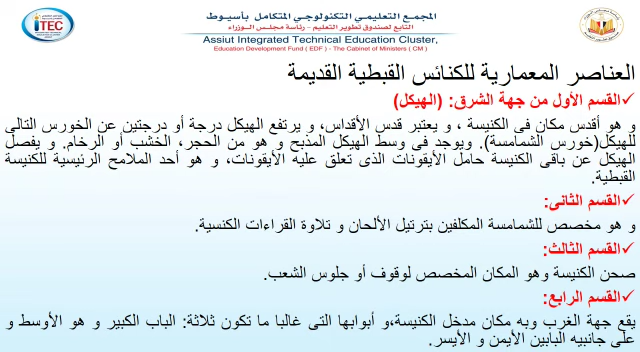 iTEC
المجمع التعليمي التكنولوجي المتكامل بأسيوط
التابع لصندوق تطوير التعليم - رئاسة مجلس الوزراء
Assiut Integrated Technical Education Cluster,
Education Development Fund ( EDF ) - The Cabinet of Ministers ( CM )
العناصر المعمارية للكنائس القبطية القديمة
✓القسم الأول من جهة الشرق: (الهيكل)
و هو أقدس مكان فى الكنيسة ، و يعتبر قدس الأقداس، و يرتفع الهيكل درجة أو درجتين عن الخورس التالى
للهيكل(خورس الشمامسة). ويوجد فى وسط الهيكل المذبح و هو من الحجر، الخشب أو الرخام. و يفصل
الهيكل عن باقى الكنيسة حامل الأيقونات الذى تعلق عليه الأيقونات، و هو أحد الملامح الرئيسية للكنيسة
القبطية.
✓القسم الثانى:
و هو مخصص للشمامسة المكلفين بترتيل الألحان و تلاوة القراءات الكنسية.
✓القسم الثالث:
صحن الكنيسة وهو المكان المخصص لوقوف أو جلوس الشعب.
✓القسم الرابع:
يقع جهة الغرب وبه مكان مدخل الكنيسة،و أبوابها التى غالبا ما تكون ثلاثة: الباب الكبير و هو الأوسط و
على جانبيه البابين الأيمن و الأيسر.